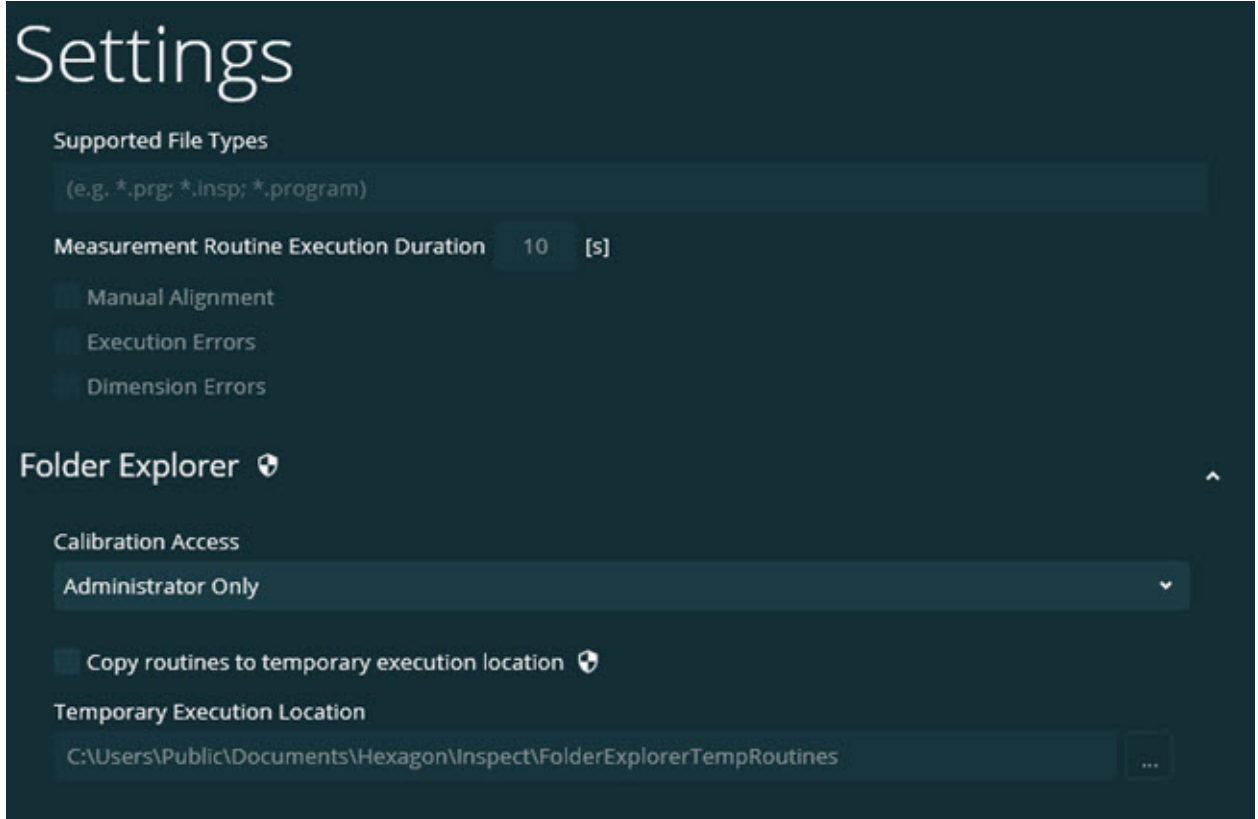 Settings
Supported File Types
(e.g. *.prg; *.insp; *.program)
Measurement Routine Execution Duration 10 [s]
Manual Alignment
Execution Errors
Dimension Errors
Folder Explorer
Calibration Access
Administrator Only
Copy routines to temporary execution location
Temporary Execution Location
C:\Users\Public\Documents\Hexagon\Inspect\FolderExplorerTempRoutines
...